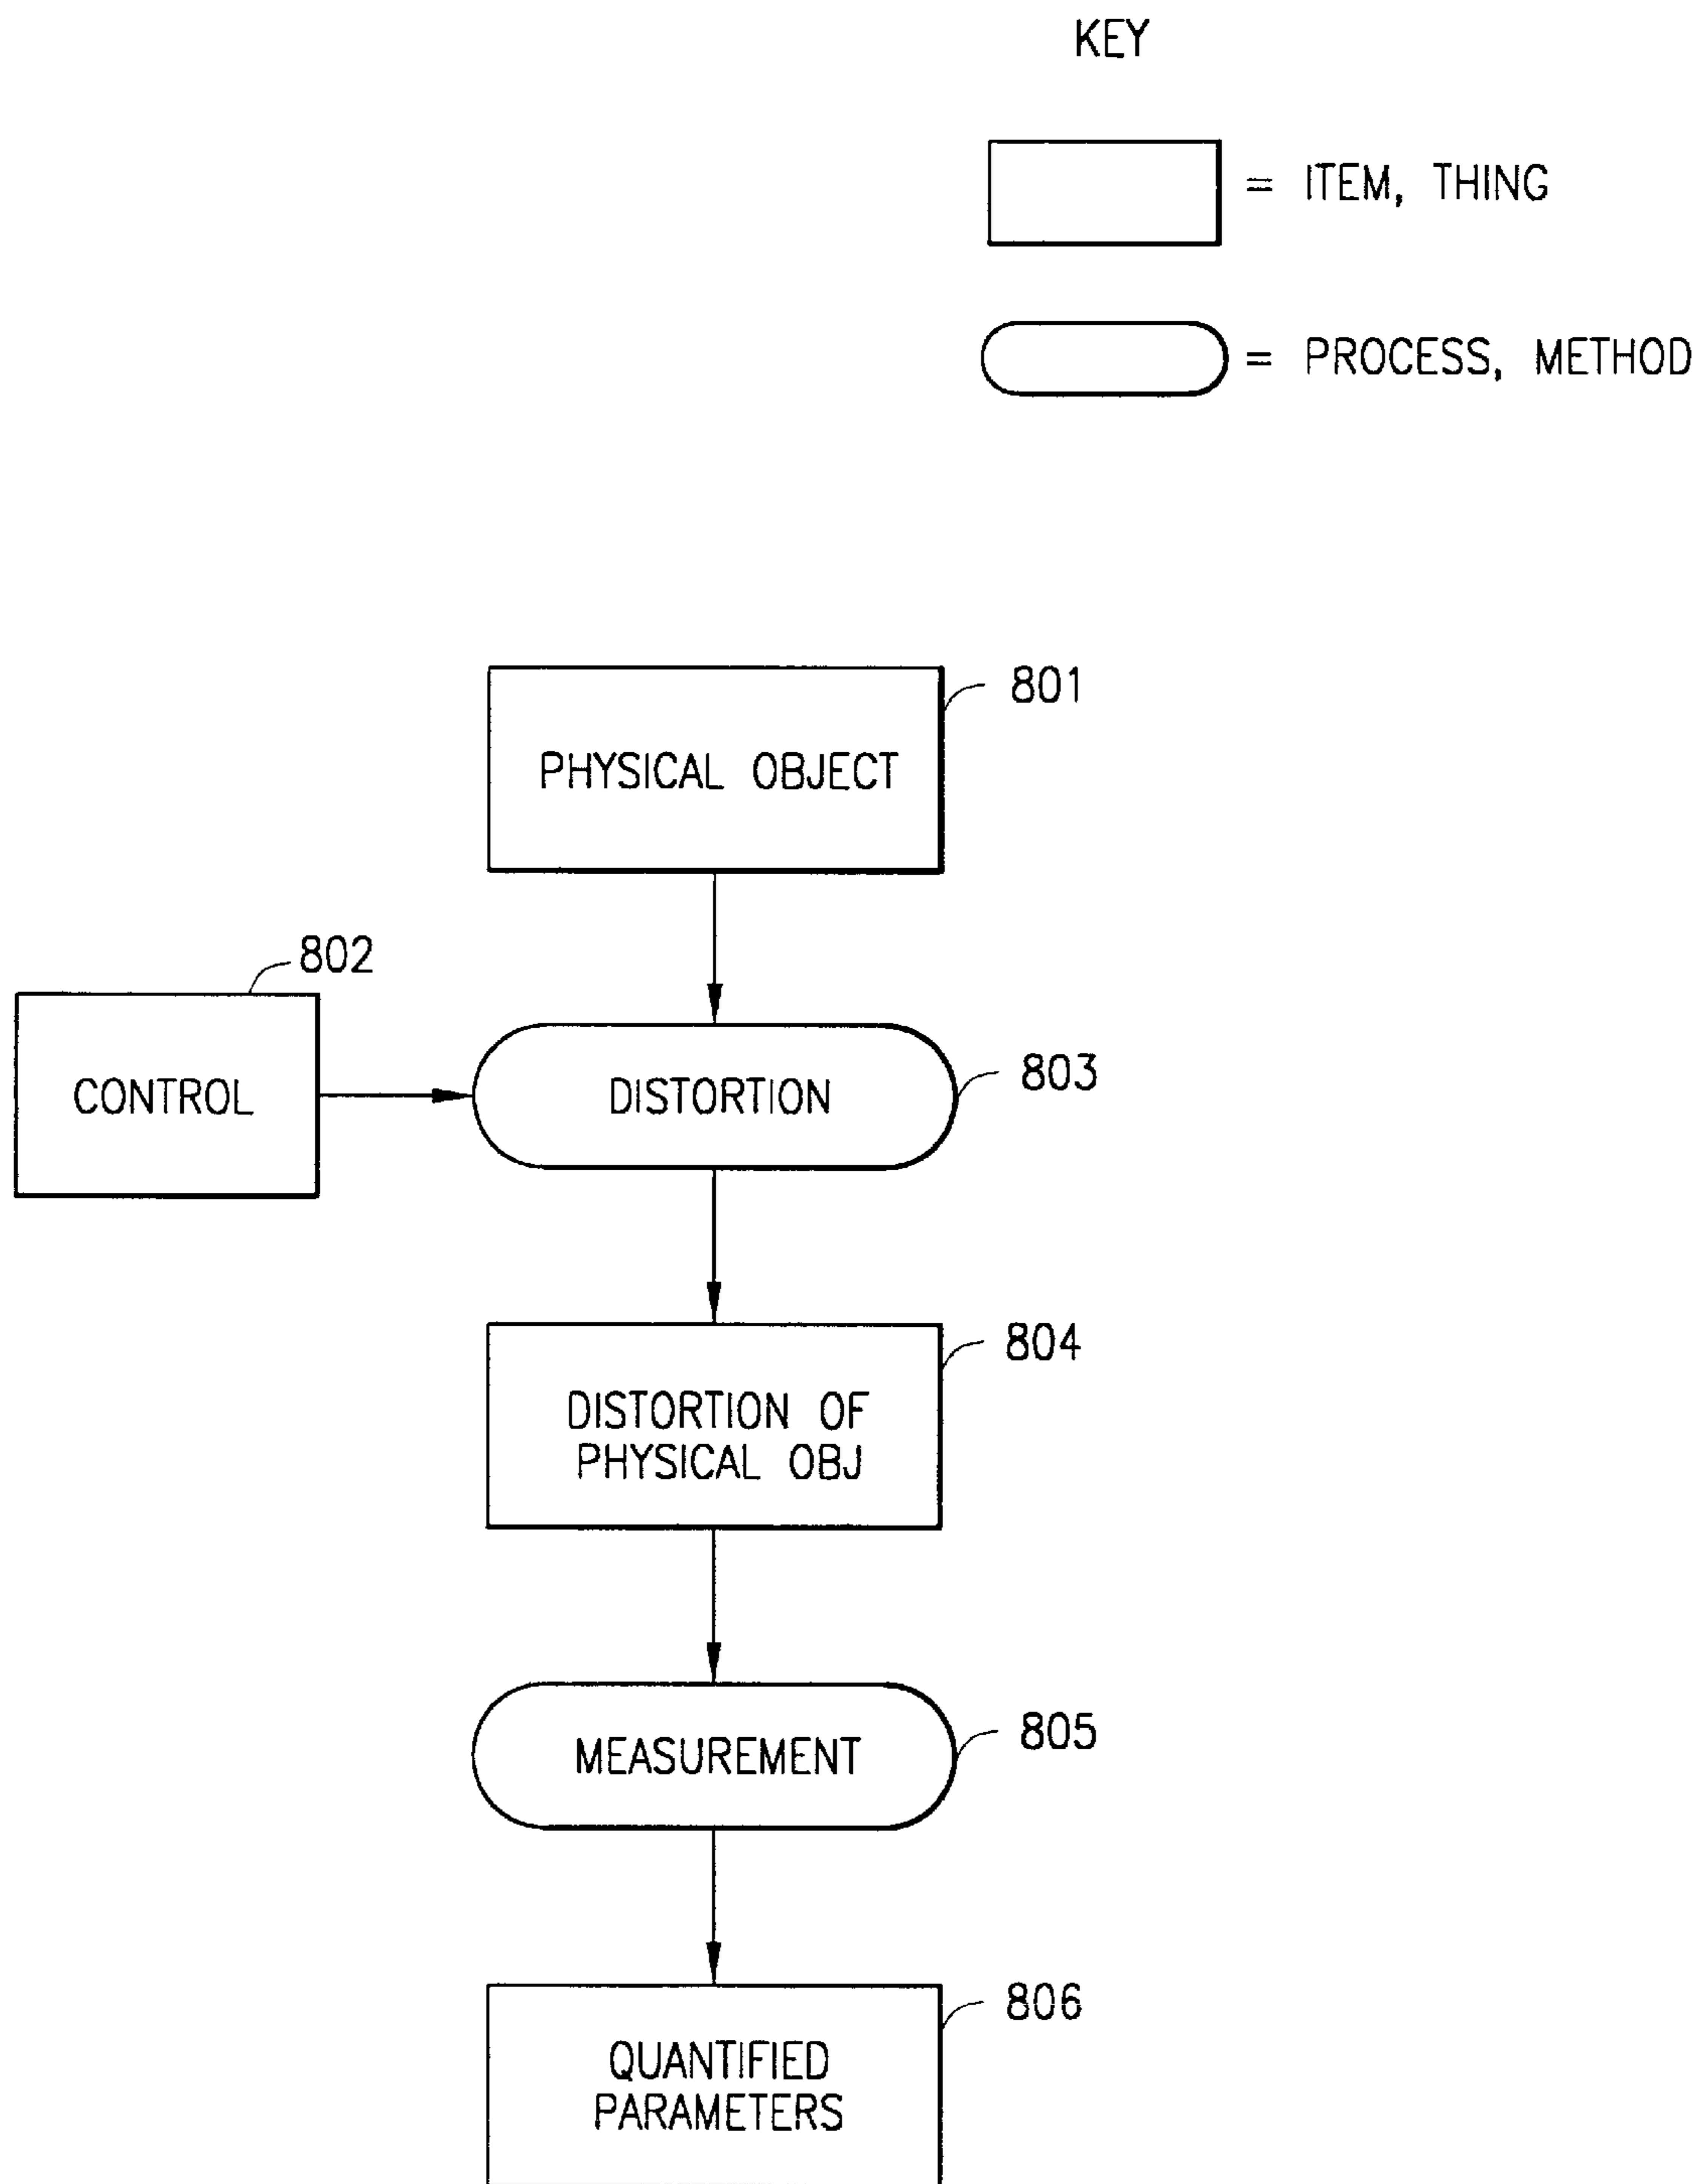 KEY
= ITEM, THING
= PROCESS, METHOD
801
PHYSICAL OBJECT
802
CONTROL
DISTORTION
803
804
DISTORTION OF
PHYSICAL OBJ
MEASUREMENT
805
806
QUANTIFIED
PARAMETERS